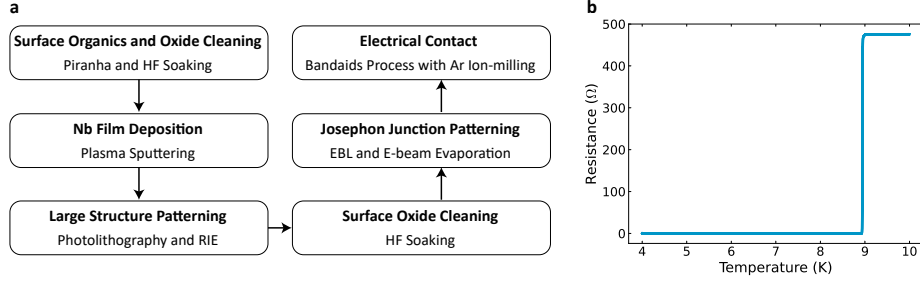 a
Surface Organics and Oxide Cleaning
Piranha and HF Soaking
Nb Film Deposition
Plasma Sputtering
Large Structure Patterning
Photolithography and RIE
Surface Oxide Cleaning
HF Soaking
Josephon Junction Patterning
EBL and E-beam Evaporation
Electrical Contact
Bandaids Process with Ar Ion-milling
b
Resistance (Ω)
500
400
300
200
100
0
4 5 6 7 8 9 10
Temperature (K)